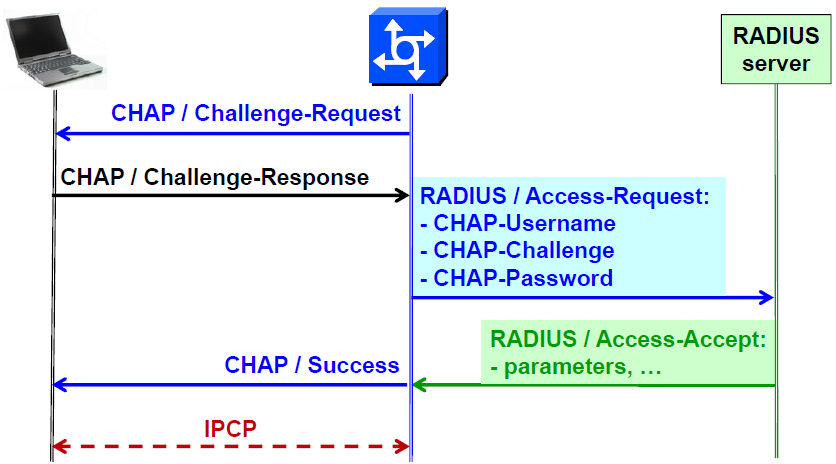 RADIUS
server
CHAP / Challenge-Request
CHAP / Challenge-Response
RADIUS / Access-Request:
- CHAP-Username
- CHAP-Challenge
- CHAP-Password
RADIUS / Access-Accept:
- parameters, …
CHAP / Success
IPCP